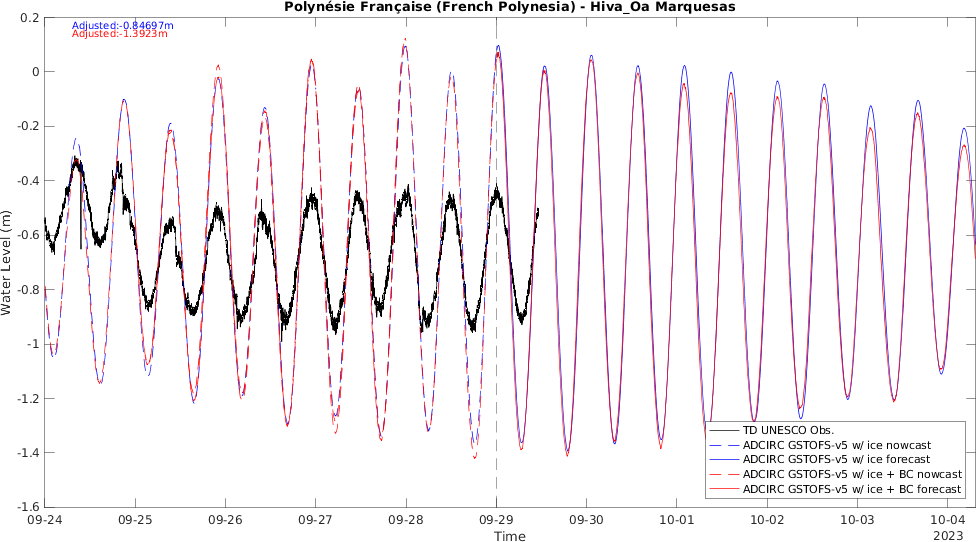 Polynésie Française (French Polynesia) - Hiva_Oa Marquesas
Adjusted:-0.84697m
Adjusted:-1.3923m
Water Level (m)
0.2
0
-0.2
-0.4
-0.6
-0.8
-1
-1.2
-1.4
-1.6
TD UNESCO Obs.
ADCIRC GSTOFS-v5 w/ ice nowcast
ADCIRC GSTOFS-v5 w/ ice forecast
ADCIRC GSTOFS-v5 w/ ice + BC nowcast
ADCIRC GSTOFS-v5 w/ ice + BC forecast
09-24 09-25 09-26 09-27 09-28 09-29 09-30 10-01 10-02 10-03 10-04
2023
Time